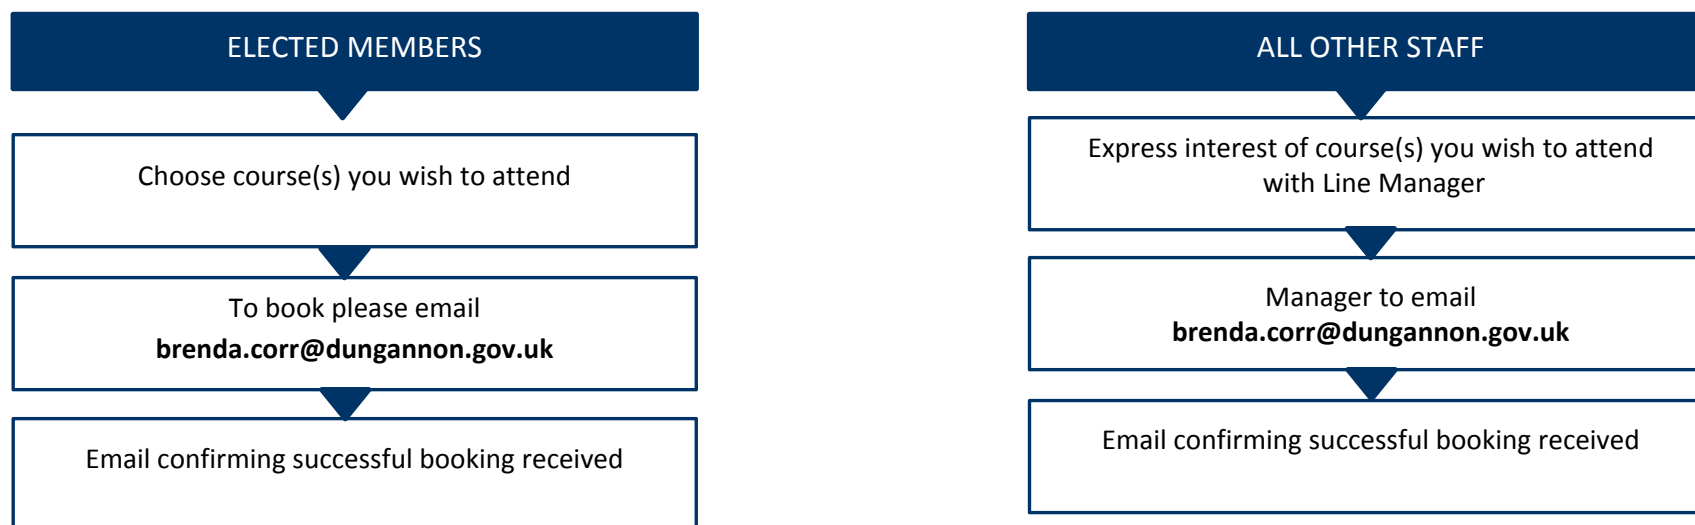 ELECTED MEMBERS
Choose course(s) you wish to attend
To book please email
brenda.corr@dungannon.gov.uk
Email confirming successful booking received
ALL OTHER STAFF
Express interest of course(s) you wish to attend
with Line Manager
Manager to email
brenda.corr@dungannon.gov.uk
Email confirming successful booking received